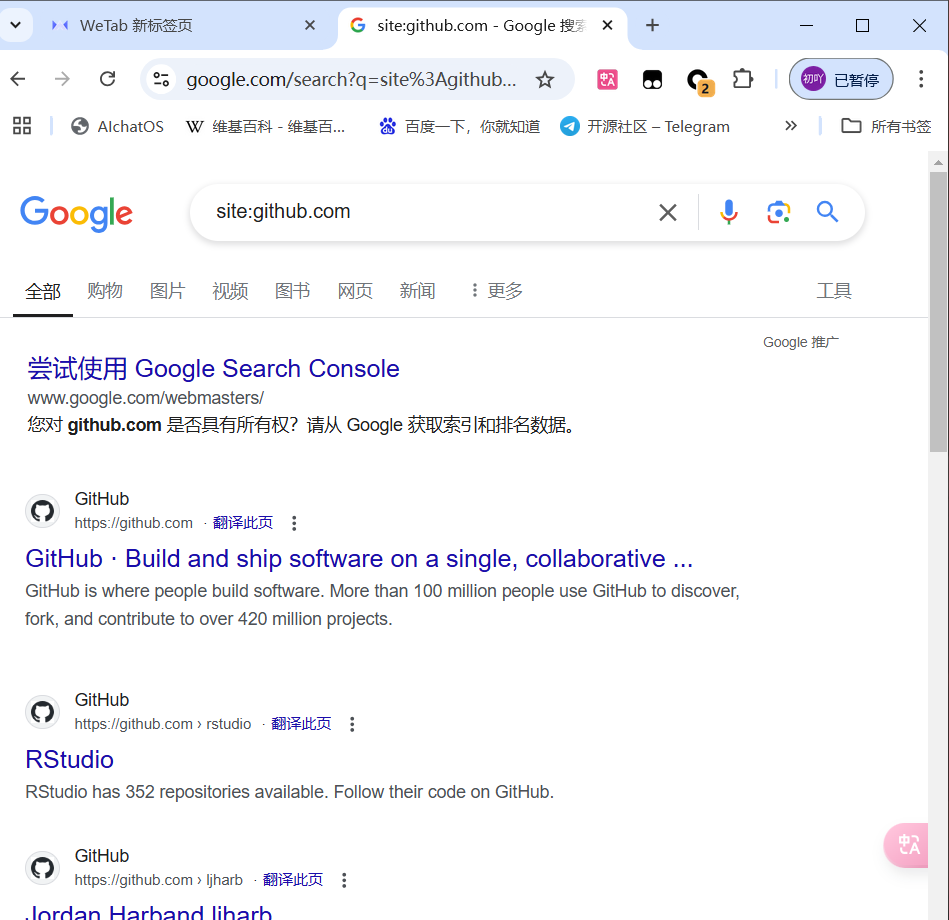 WeTab 新标签页
site:github.com - Google 搜索
google.com/search?q=site%3Agithub...
2
初吖
已暂停
AIchatOS
W 维基百科 - 维基百...
百度一下，你就知道
开源社区 – Telegram
所有书签
Google
site:github.com
全部 购物 图片 视频 图书 网页 新闻 更多 工具
Google 推广
尝试使用 Google Search Console
www.google.com/webmasters/
您对 github.com 是否具有所有权？请从 Google 获取索引和排名数据。
GitHub
https://github.com · 翻译此页
GitHub · Build and ship software on a single, collaborative ...
GitHub is where people build software. More than 100 million people use GitHub to discover,
fork, and contribute to over 420 million projects.
GitHub
https://github.com › rstudio · 翻译此页
RStudio
RStudio has 352 repositories available. Follow their code on GitHub.
GitHub
https://github.com › ljharb · 翻译此页
Jordan Harband ljharb